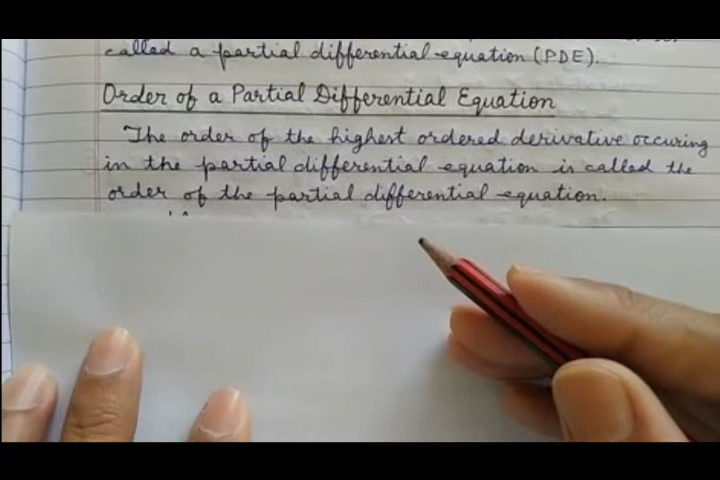 called a partial differential equation (PDE).
Order of a Partial Differential Equation
The order of the highest ordered derivative occuring
in the partial differential equation is called the
order of the partial differential equation.